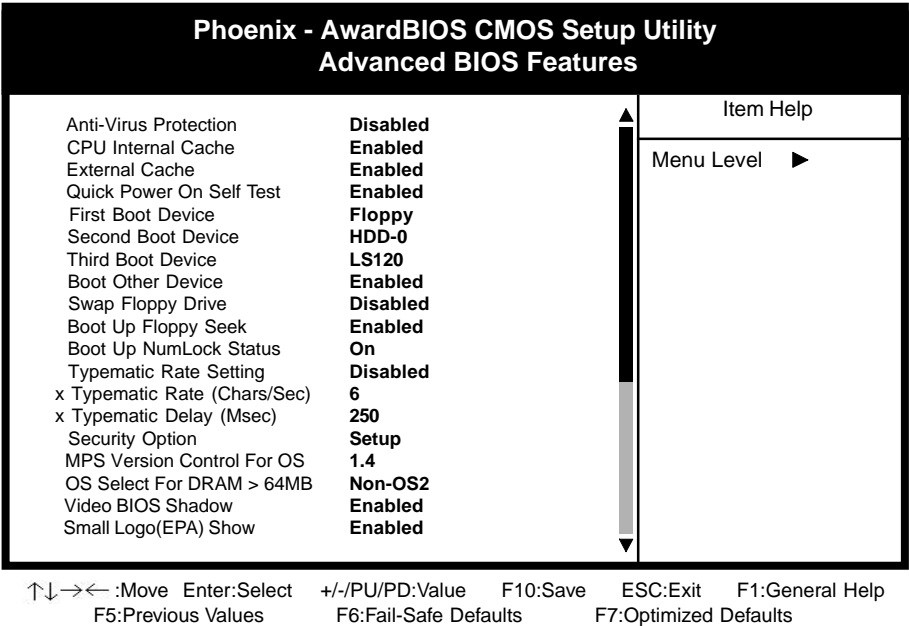 Phoenix - AwardBIOS CMOS Setup Utility
Advanced BIOS Features
Anti-Virus Protection Disabled
CPU Internal Cache Enabled
External Cache Enabled
Quick Power On Self Test Enabled
First Boot Device Floppy
Second Boot Device HDD-0
Third Boot Device LS120
Boot Other Device Enabled
Swap Floppy Drive Disabled
Boot Up Floppy Seek Enabled
Boot Up NumLock Status On
Typematic Rate Setting Disabled
x Typematic Rate (Chars/Sec) 6
x Typematic Delay (Msec) 250
Security Option Setup
MPS Version Control For OS 1.4
OS Select For DRAM > 64MB Non-OS2
Video BIOS Shadow Enabled
Small Logo(EPA) Show Enabled
Item Help
Menu Level ▶
↑↓→← :Move Enter:Select +/-/PU/PD:Value F10:Save ESC:Exit F1:General Help
F5:Previous Values F6:Fail-Safe Defaults F7:Optimized Defaults